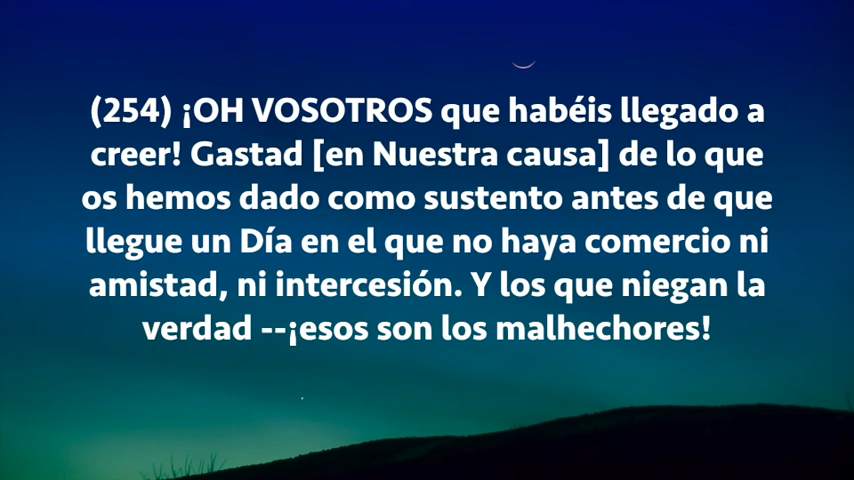 (254) ¡OH VOSOTROS que habéis llegado a
creer! Gastad [en Nuestra causa] de lo que
os hemos dado como sustento antes de que
llegue un Día en el que no haya comercio ni
amistad, ni intercesión. Y los que niegan la
verdad --¡esos son los malhechores!